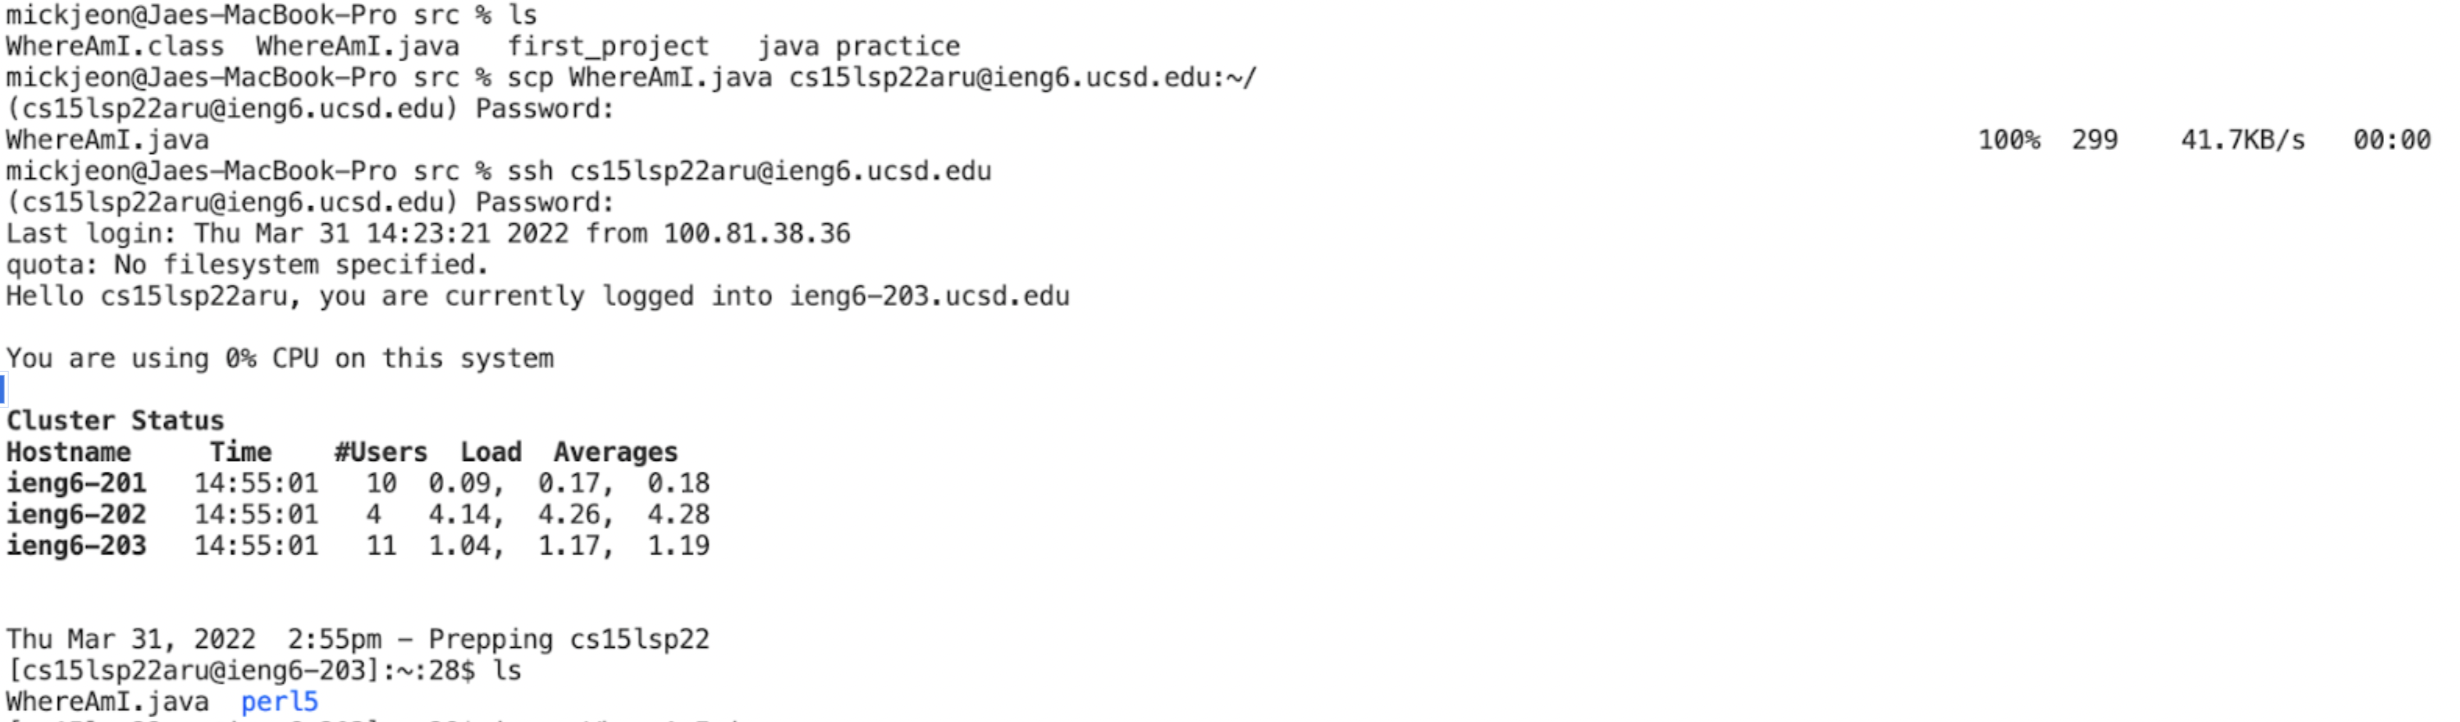 mickjeon@Jaes-MacBook-Pro src % ls
WhereAmI.class  WhereAmI.java   first_project   java practice
mickjeon@Jaes-MacBook-Pro src % scp WhereAmI.java cs15lsp22aru@ieng6.ucsd.edu:~/
(cs15lsp22aru@ieng6.ucsd.edu) Password:
WhereAmI.java                                     100%  299    41.7KB/s   00:00
mickjeon@Jaes-MacBook-Pro src % ssh cs15lsp22aru@ieng6.ucsd.edu
(cs15lsp22aru@ieng6.ucsd.edu) Password:
Last login: Thu Mar 31 14:23:21 2022 from 100.81.38.36
quota: No filesystem specified.
Hello cs15lsp22aru, you are currently logged into ieng6-203.ucsd.edu
You are using 0% CPU on this system
Cluster Status
Hostname     Time    #Users  Load  Averages
ieng6-201   14:55:01   10  0.09,  0.17,  0.18
ieng6-202   14:55:01   4   4.14,  4.26,  4.28
ieng6-203   14:55:01   11  1.04,  1.17,  1.19
Thu Mar 31, 2022  2:55pm - Prepping cs15lsp22
[cs15lsp22aru@ieng6-203]:~:28$ ls
WhereAmI.java  perl5